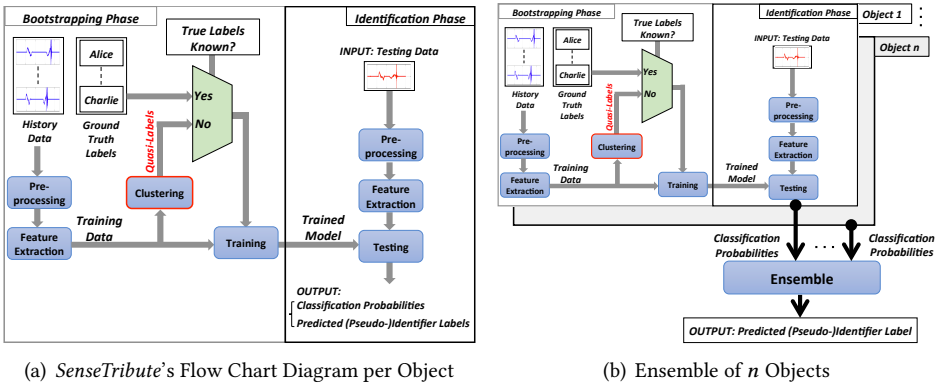 Bootstrapping Phase
Identification Phase
True Labels
Known?
INPUT: Testing Data
Alice
Charlie
Yes
No
History
Data
Ground
Truth
Labels
Quasi-Labels
Pre-
processing
Clustering
Feature
Extraction
Training
Data
Training
Trained
Model
Pre-
processing
Feature
Extraction
Testing
OUTPUT:
Classification Probabilities
Predicted (Pseudo-)Identifier Labels
(a) SenseTribute's Flow Chart Diagram per Object
Bootstrapping Phase
Identification Phase
Object 1
Object n
True Labels
Known?
INPUT: Testing Data
Alice
Charlie
Yes
No
History
Data
Ground
Truth
Labels
Quasi-Labels
Pre-
processing
Clustering
Feature
Extraction
Training
Data
Training
Trained
Model
Pre-
processing
Feature
Extraction
Testing
Classification
Probabilities
. . .
Classification
Probabilities
Ensemble
OUTPUT: Predicted (Pseudo-)Identifier Label
(b) Ensemble of n Objects